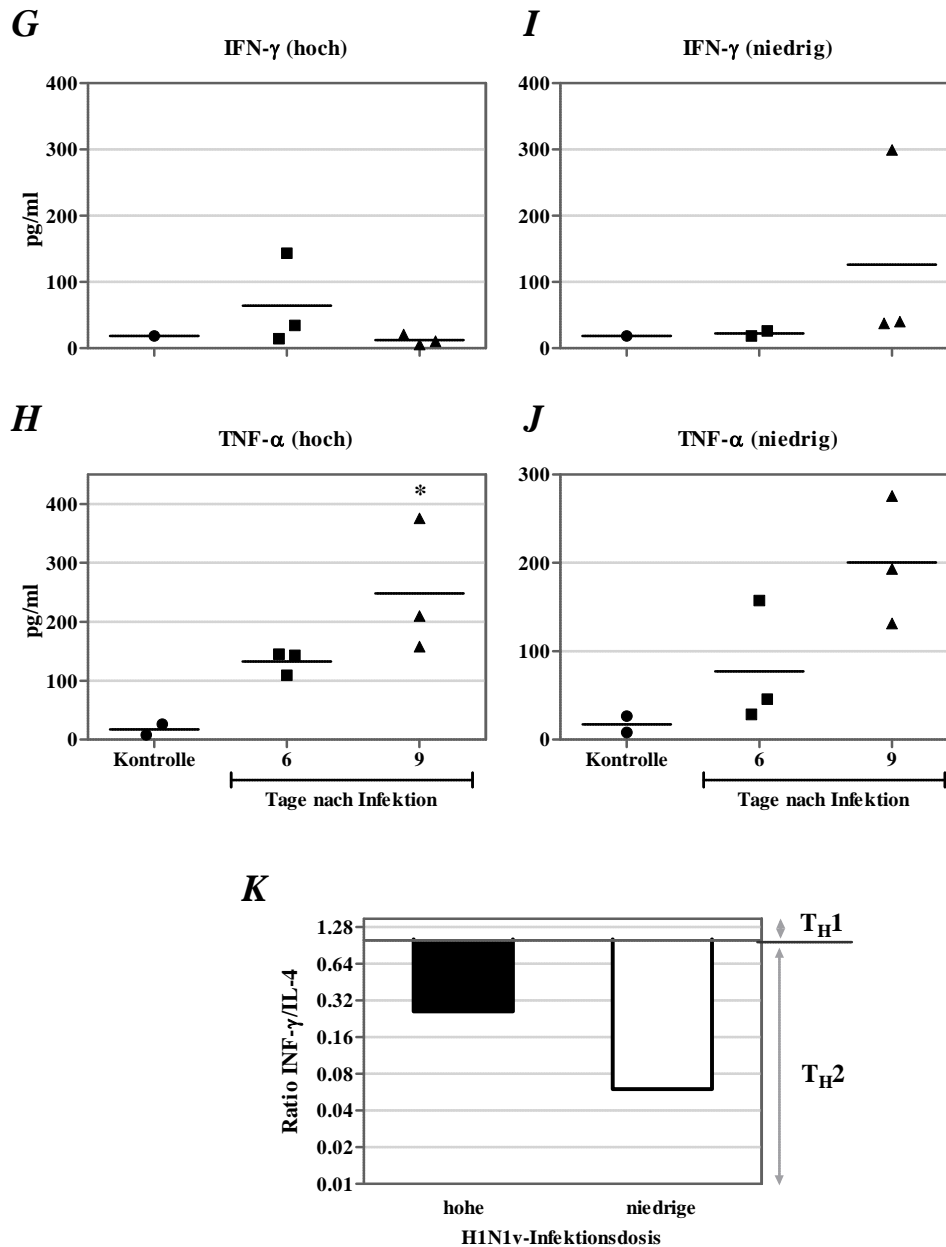 G
IFN-γ (hoch)
400
300
200
100
0
pg/ml
I
IFN-γ (niedrig)
400
300
200
100
0
H
TNF-α (hoch)
*
400
300
200
100
0
pg/ml
Kontrolle 6 9
Tage nach Infektion
J
TNF-α (niedrig)
300
200
100
0
Kontrolle 6 9
Tage nach Infektion
K
1.28
0.64
0.32
0.16
0.08
0.04
0.02
0.01
Ratio INF-γ/IL-4
TH1
TH2
hohe niedrige
H1N1v-Infektionsdosis